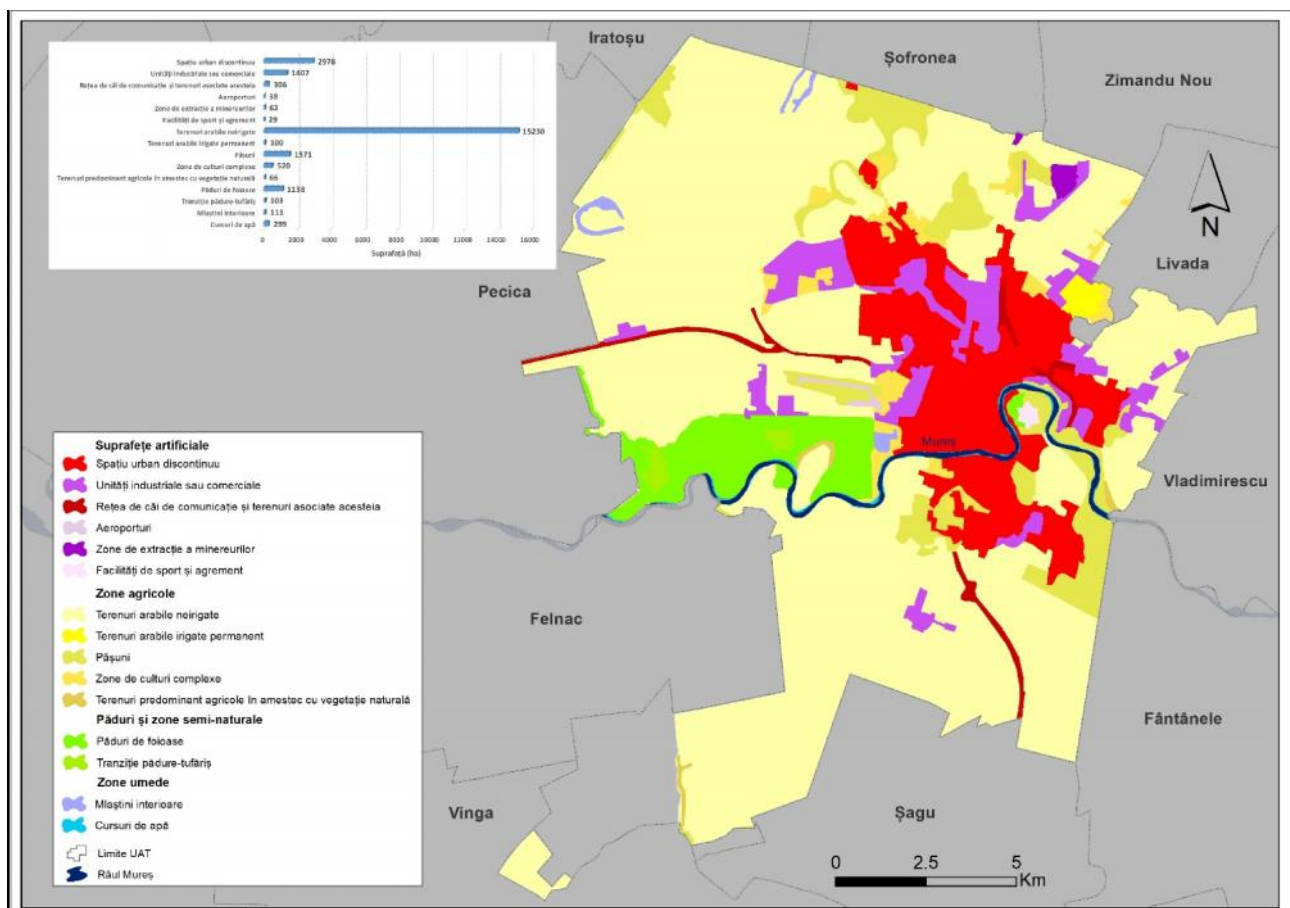 Iratoșu
Șofronea
Zimandu Nou
Livada
Pecica
Vladimirescu
Felnac
Fântânele
Vinga
Șagu
Mureș
N
0 2.5 5
Km
Spațiu urban discontinuu 2978
Unități industriale sau comerciale 1407
Rețea de căi de comunicație și terenuri asociate acesteia 306
Aeroporturi 38
Zone de extracție a minereurilor 62
Facilități de sport și agrement 29
Terenuri arabile neirigate 15230
Terenuri arabile irigate permanent 100
Pășuni 1571
Zone de culturi complexe 520
Terenuri predominant agricole în amestec cu vegetație naturală 66
Păduri de foioase 1138
Tranziție pădure-tufăriș 103
Mlaștini interioare 111
Cursuri de apă 299
0 2000 4000 6000 8000 10000 12000 14000 16000
Suprafață (ha)
Suprafețe artificiale
Spațiu urban discontinuu
Unități industriale sau comerciale
Rețea de căi de comunicație și terenuri asociate acesteia
Aeroporturi
Zone de extracție a minereurilor
Facilități de sport și agrement
Zone agricole
Terenuri arabile neirigate
Terenuri arabile irigate permanent
Pășuni
Zone de culturi complexe
Terenuri predominant agricole în amestec cu vegetație naturală
Păduri și zone semi-naturale
Păduri de foioase
Tranziție pădure-tufăriș
Zone umede
Mlaștini interioare
Cursuri de apă
Limite UAT
Râul Mureș